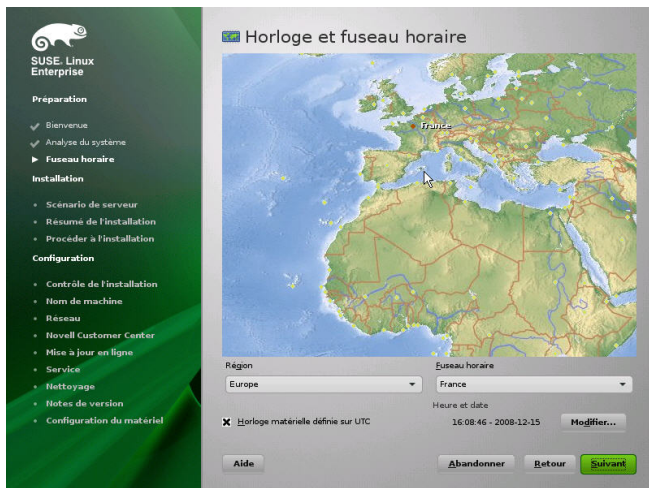 SUSE. Linux
Enterprise
Préparation
Bienvenue
Analyse du système
Fuseau horaire
Installation
Scénario de serveur
Résumé de l'installation
Procéder à l'installation
Configuration
Contrôle de l'installation
Nom de machine
Réseau
Novell Customer Center
Mise à jour en ligne
Service
Nettoyage
Notes de version
Configuration du matériel
Horloge et fuseau horaire
France
Région
Europe
Fuseau horaire
France
Horloge matérielle définie sur UTC
Heure et date
16:08:46 - 2008-12-15
Modifier...
Aide
Abandonner
Retour
Suivant